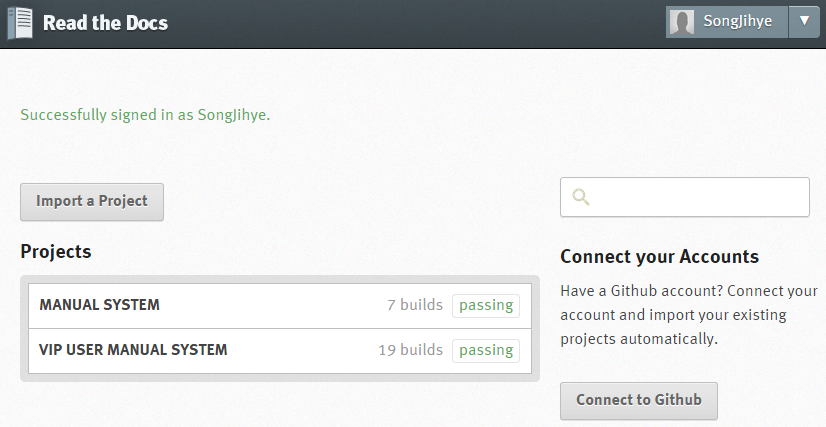 Read the Docs
SongJihye
Successfully signed in as SongJihye.
Import a Project
Projects
MANUAL SYSTEM 7 builds passing
VIP USER MANUAL SYSTEM 19 builds passing
Connect your Accounts
Have a Github account? Connect your
account and import your existing
projects automatically.
Connect to Github